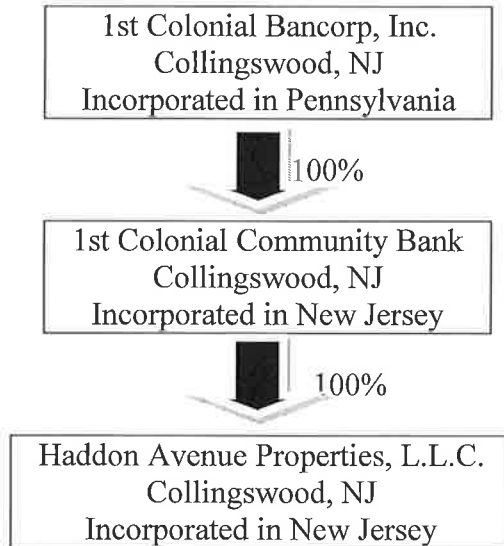 1st Colonial Bancorp, Inc.
Collingswood, NJ
Incorporated in Pennsylvania
100%
1st Colonial Community Bank
Collingswood, NJ
Incorporated in New Jersey
100%
Haddon Avenue Properties, L.L.C.
Collingswood, NJ
Incorporated in New Jersey